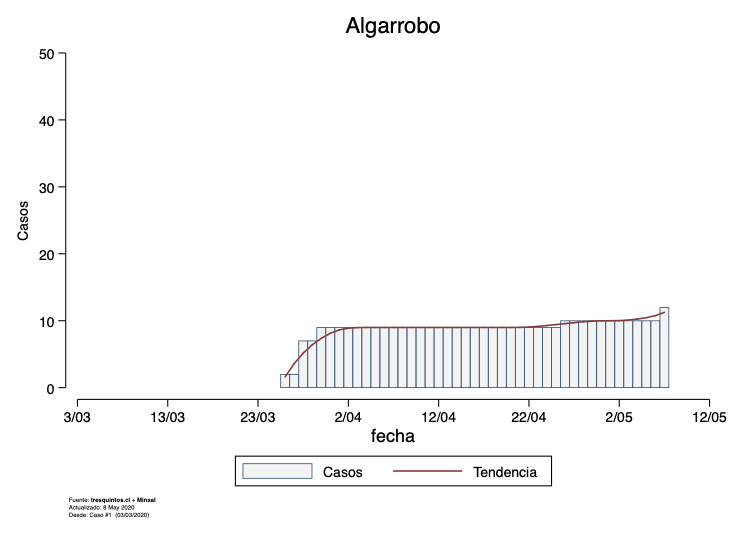 Algarrobo
Casos
50
40
30
20
10
0
3/03 13/03 23/03 2/04 12/04 22/04 2/05 12/05
fecha
Casos Tendencia
Fuente: tresquintos.cl + Minsal
Actualizado: 8 May 2020
Desde: Caso #1 (03/03/2020)